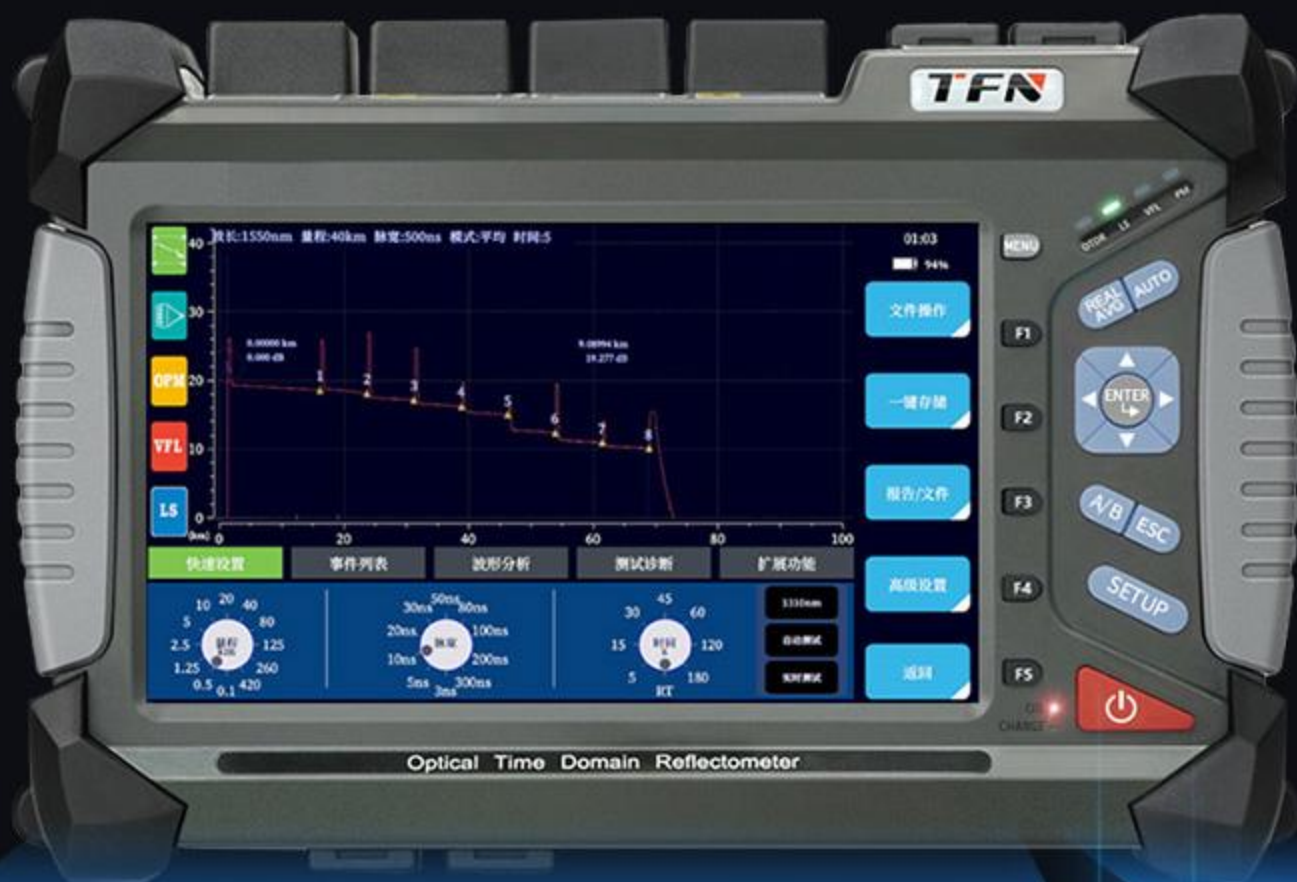 TFN
OTDR LS VFL PM
波长:1550nm 量程:40km 脉宽:500ns 模式:平均 时间:5
01:03
94%
MENU
REAL AVG
AUTO
40
30
20
10
0
0.00000 km
0.000 dB
9.08994 km
19.277 dB
1 2 3 4 5 6 7 8
OPM
VFL
LS
(km) 0 20 40 60 80 100
文件操作
一键存储
报告/文件
高级设置
返回
F1
F2
F3
F4
F5
ENTER
A/B
ESC
SETUP
快速设置 事件列表 波形分析 测试诊断 扩展功能
量程
0.1 0.5 1.25 2.5 5 10 20 40 80 125 260 420
脉宽
3ns 5ns 10ns 20ns 30ns 50ns 80ns 100ns 200ns 300ns
时间
RT 5 15 30 45 60 120 180
自动测试
实时测试
CHARGE
Optical Time Domain Reflectometer